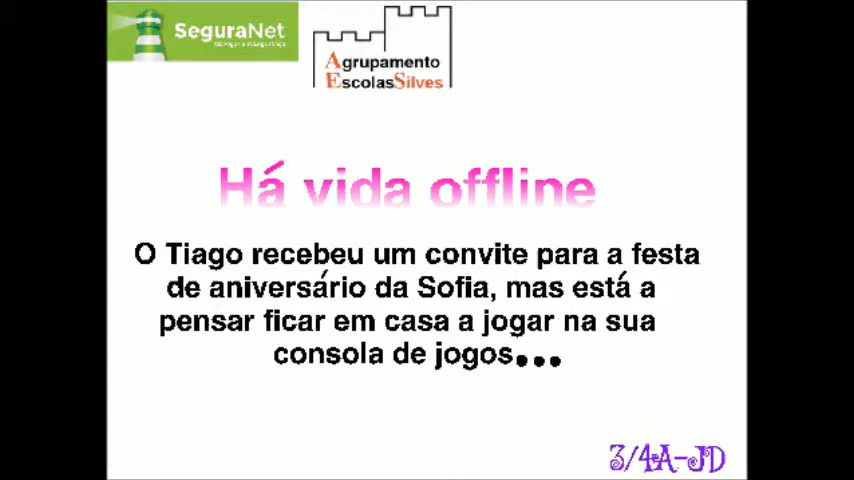 SeguraNet
Agrupamento
EscolasSilves
Há vida offline
O Tiago recebeu um convite para a festa
de aniversário da Sofia, mas está a
pensar ficar em casa a jogar na sua
consola de jogos...
3/4A-JD